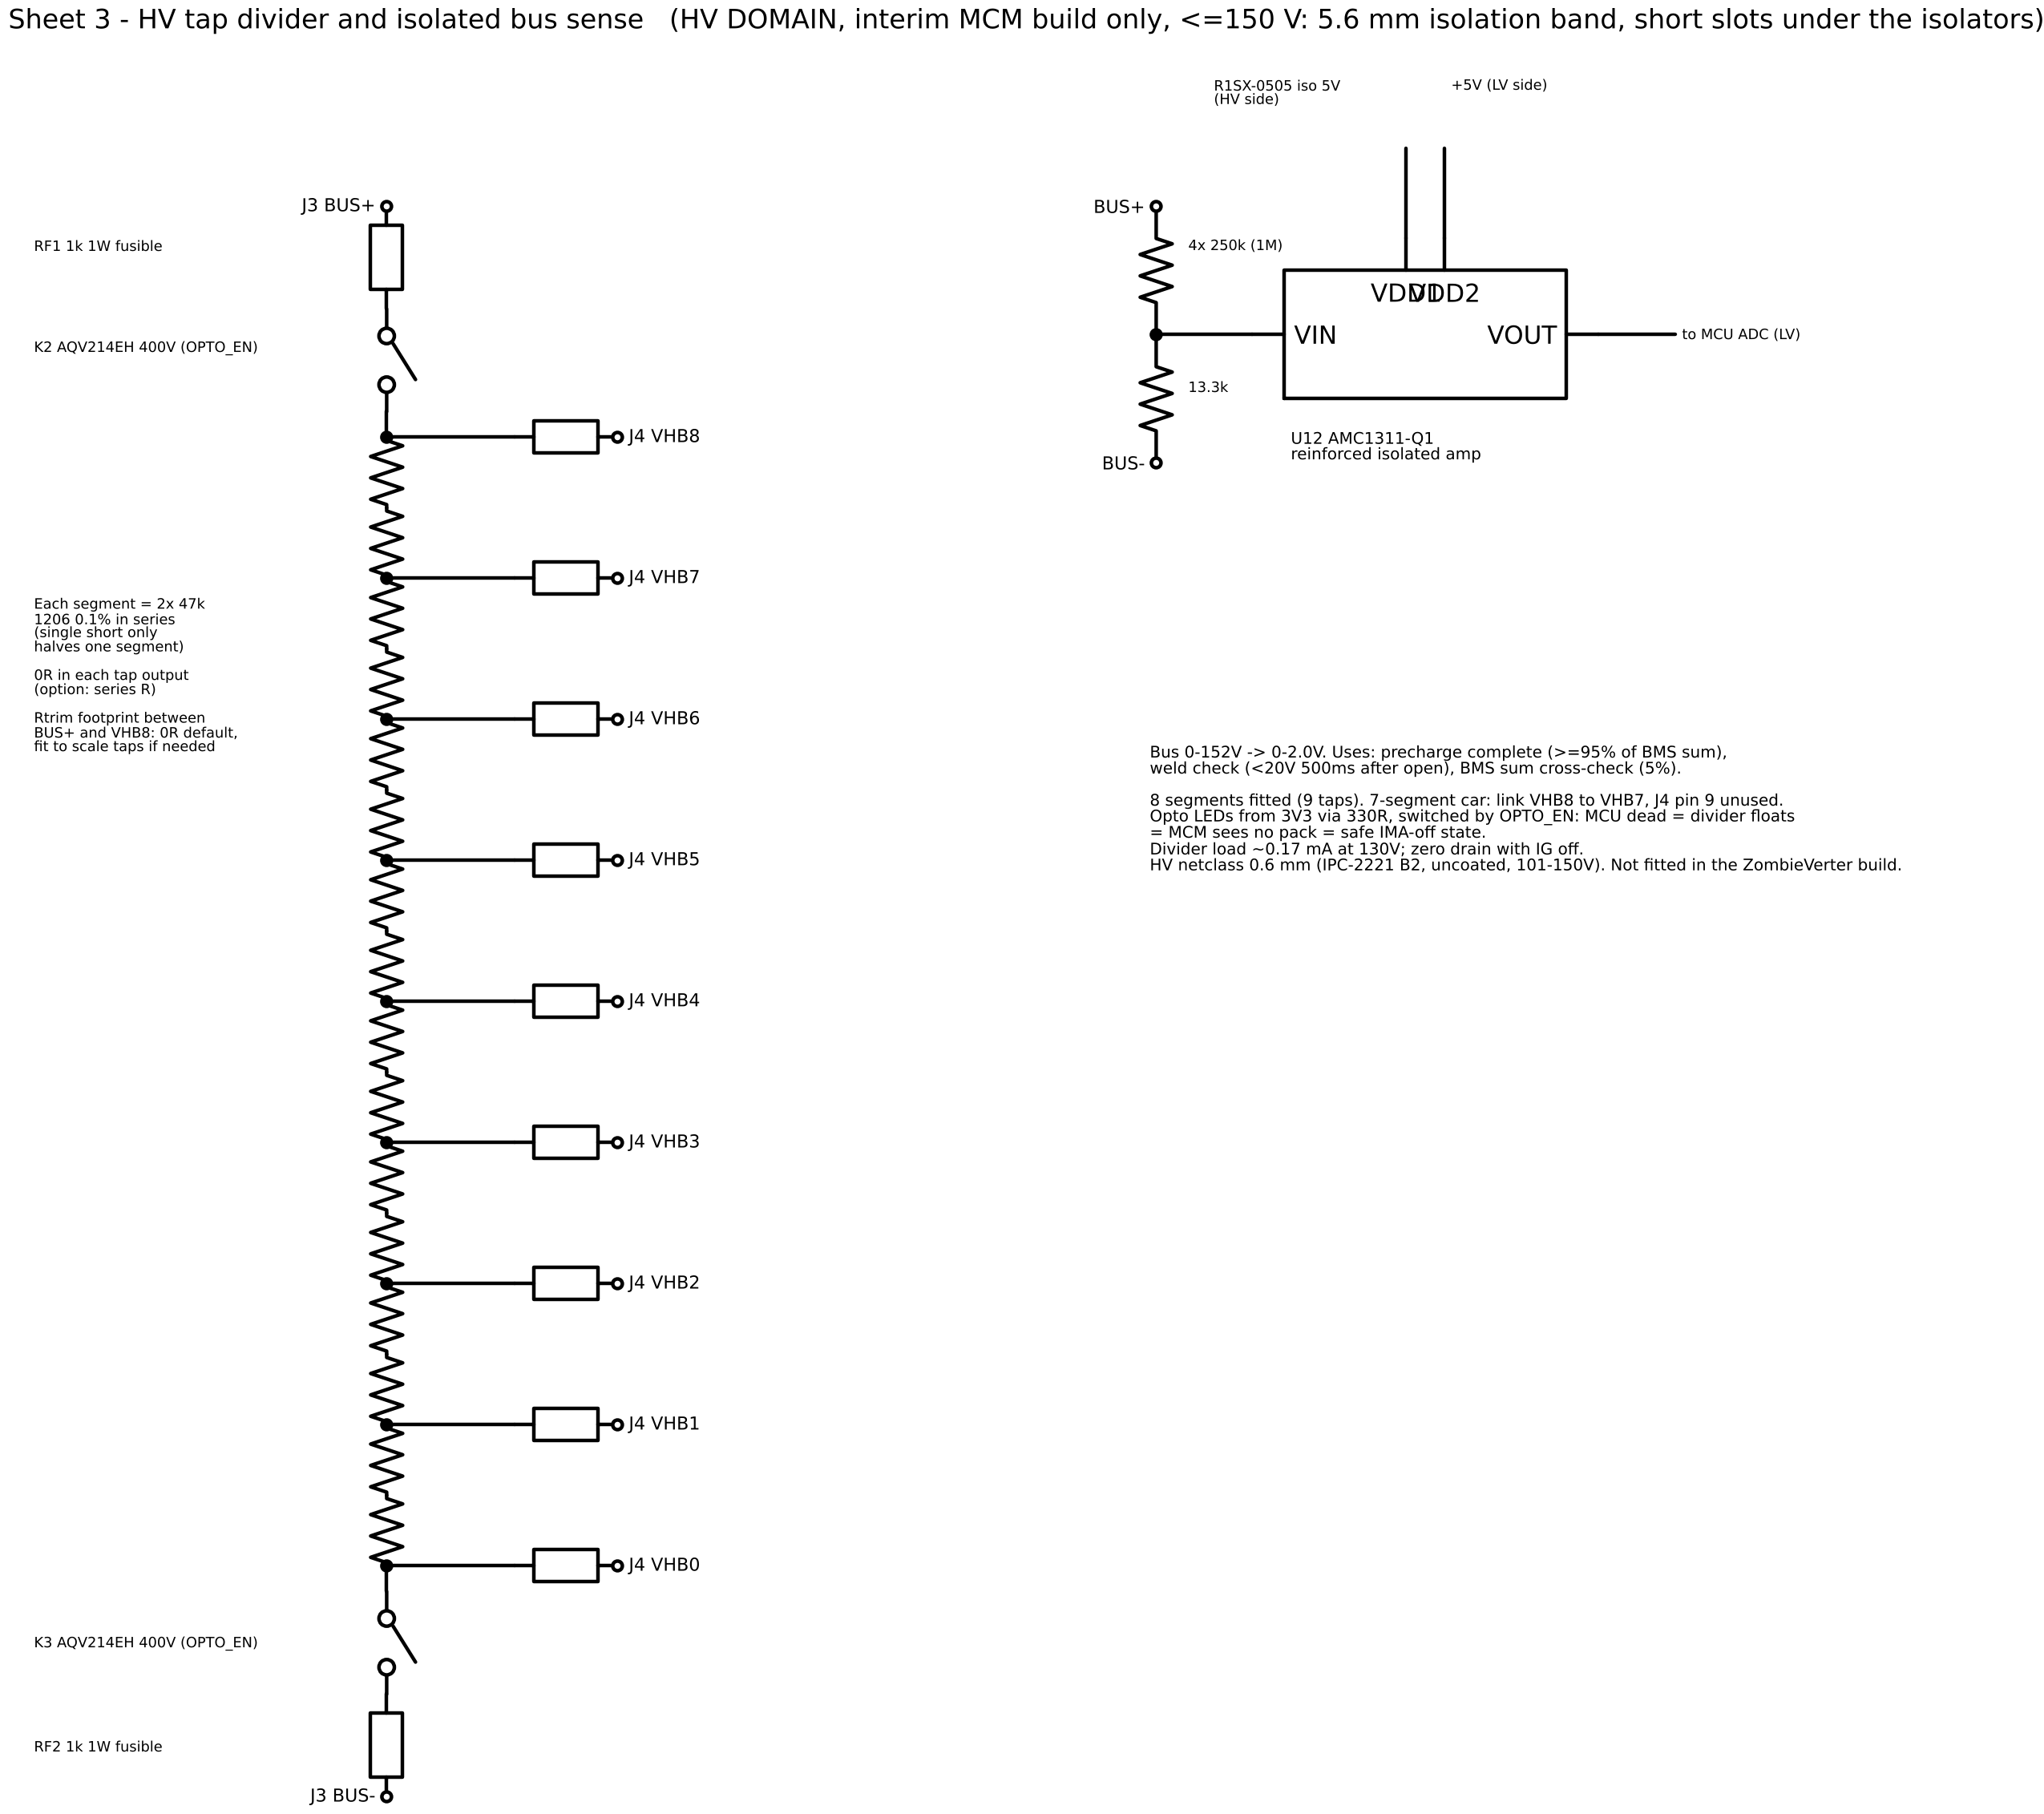 Sheet 3 - HV tap divider and isolated bus sense   (HV DOMAIN, interim MCM build only, <=150 V: 5.6 mm isolation band, short slots under the isolators)
R1SX-0505 iso 5V
(HV side)
+5V (LV side)
J3 BUS+
RF1 1k 1W fusible
K2 AQV214EH 400V (OPTO_EN)
BUS+
4x 250k (1M)
VDD1
VDD2
VIN
VOUT
to MCU ADC (LV)
13.3k
BUS-
U12 AMC1311-Q1
reinforced isolated amp
J4 VHB8
J4 VHB7
Each segment = 2x 47k
1206 0.1% in series
(single short only
halves one segment)
0R in each tap output
(option: series R)
Rtrim footprint between
BUS+ and VHB8: 0R default,
fit to scale taps if needed
J4 VHB6
Bus 0-152V -> 0-2.0V. Uses: precharge complete (>=95% of BMS sum),
weld check (<20V 500ms after open), BMS sum cross-check (5%).
8 segments fitted (9 taps). 7-segment car: link VHB8 to VHB7, J4 pin 9 unused.
Opto LEDs from 3V3 via 330R, switched by OPTO_EN: MCU dead = divider floats
= MCM sees no pack = safe IMA-off state.
Divider load ~0.17 mA at 130V; zero drain with IG off.
HV netclass 0.6 mm (IPC-2221 B2, uncoated, 101-150V). Not fitted in the ZombieVerter build.
J4 VHB5
J4 VHB4
J4 VHB3
J4 VHB2
J4 VHB1
J4 VHB0
K3 AQV214EH 400V (OPTO_EN)
RF2 1k 1W fusible
J3 BUS-